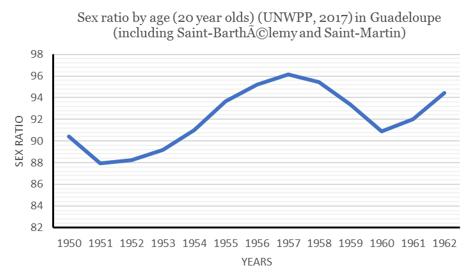 Sex ratio by age (20 year olds) (UNWPP, 2017) in Guadeloupe
(including Saint-BarthÃ©lemy and Saint-Martin)
98
96
94
92
90
88
86
84
82
SEX RATIO
1950 1951 1952 1953 1954 1955 1956 1957 1958 1959 1960 1961 1962
YEARS